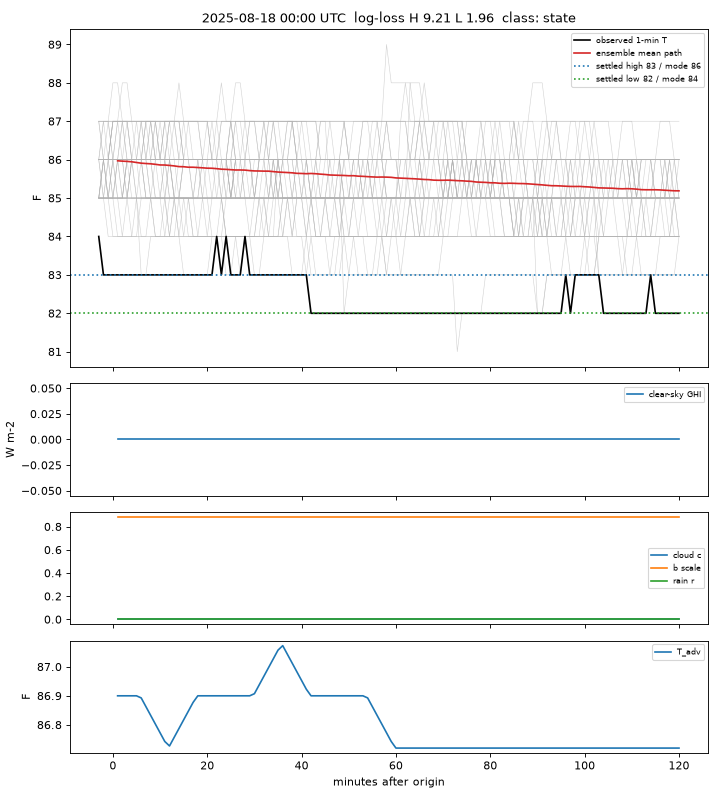 2025-08-18 00:00 UTC  log-loss H 9.21 L 1.96  class: state
observed 1-min T
ensemble mean path
settled high 83 / mode 86
settled low 82 / mode 84
89
88
87
86
85
84
83
82
81
F
clear-sky GHI
0.050
0.025
0.000
−0.025
−0.050
W m-2
cloud c
b scale
rain r
0.8
0.6
0.4
0.2
0.0
T_adv
87.0
86.9
86.8
F
0
20
40
60
80
100
120
minutes after origin